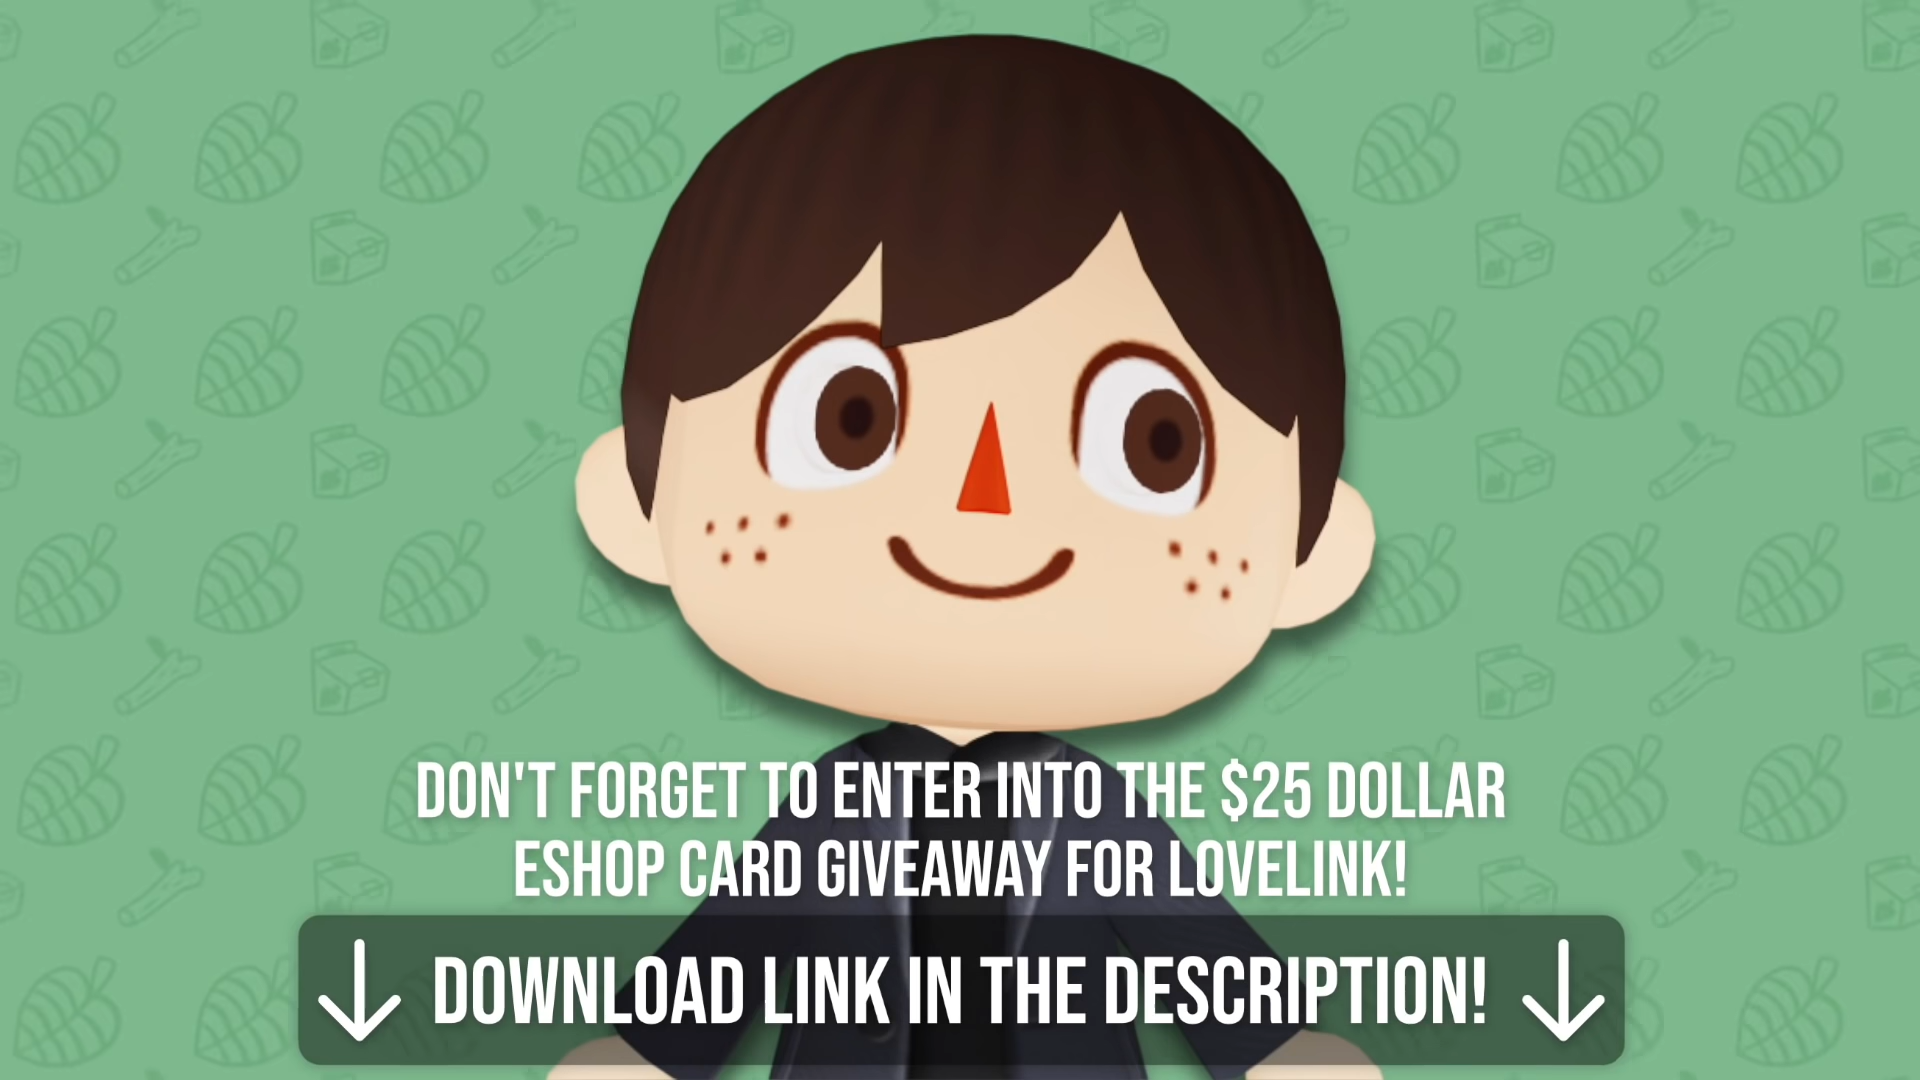 DON'T FORGET TO ENTER INTO THE $25 DOLLAR
ESHOP CARD GIVEAWAY FOR LOVELINK!
DOWNLOAD LINK IN THE DESCRIPTION!